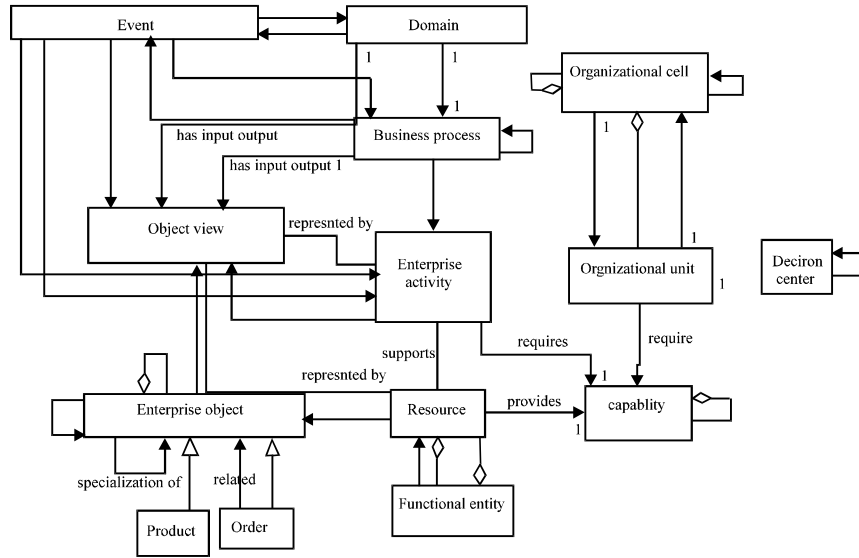 Event
Domain
1
1
Organizational cell
1
Business process
has input output
1
has input output 1
Object view
represnted by
Enterprise
activity
1
Orgnizational unit
1
Deciron
center
supports
requires
require
represnted by
1
Enterprise object
Resource
provides
capablity
1
specialization of
related
Functional entity
Product
Order